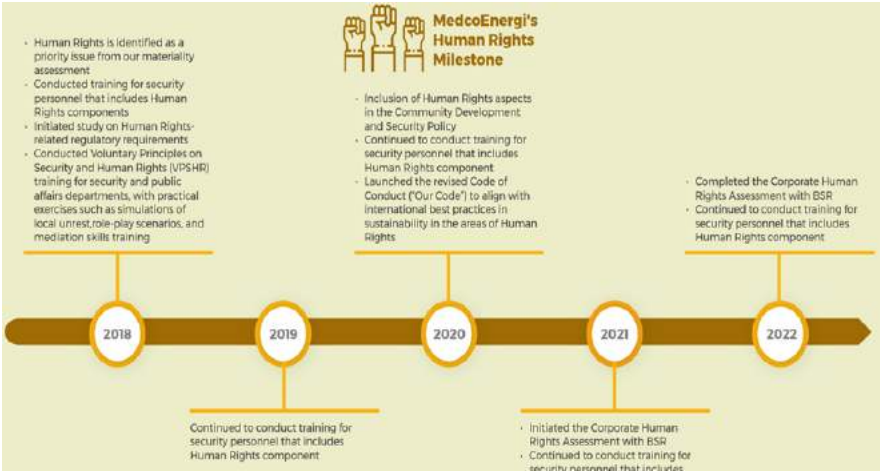 MedcoEnergi's
Human Rights
Milestone
- Human Rights is identified as a
priority issue from our materiality
assessment
- Conducted training for security
personnel that includes Human
Rights components
- Initiated study on Human Rights-
related regulatory requirements
- Conducted Voluntary Principles on
Security and Human Rights (VPSHR)
training for security and public
affairs departments, with practical
exercises such as simulations of
local unrest,role-play scenarios, and
mediation skills training
- Inclusion of Human Rights aspects
in the Community Development
and Security Policy
- Continued to conduct training for
security personnel that includes
Human Rights component
- Launched the revised Code of
Conduct ("Our Code") to align with
international best practices in
sustainability in the areas of Human
Rights
- Completed the Corporate Human
Rights Assessment with BSR
- Continued to conduct training for
security personnel that includes
Human Rights component
2018
2019
2020
2021
2022
Continued to conduct training for
security personnel that includes
Human Rights component
- Initiated the Corporate Human
Rights Assessment with BSR
- Continued to conduct training for
security personnel that includes